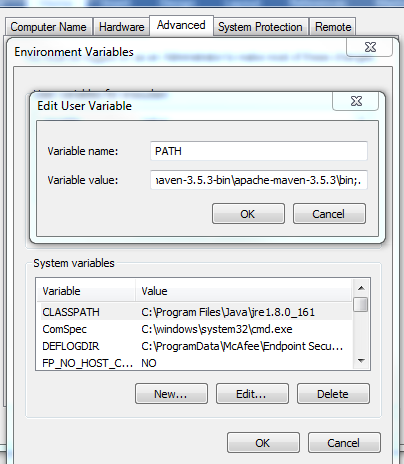 Computer Name Hardware Advanced System Protection Remote
Environment Variables
Edit User Variable
Variable name: PATH
Variable value: naven-3.5.3-bin\apache-maven-3.5.3\bin;.
OK Cancel
System variables
Variable Value
CLASSPATH C:\Program Files\Java\jre1.8.0_161
ComSpec C:\windows\system32\cmd.exe
DEFLOGDIR C:\ProgramData\McAfee\Endpoint Secu...
FP_NO_HOST_C... NO
New... Edit... Delete
OK Cancel